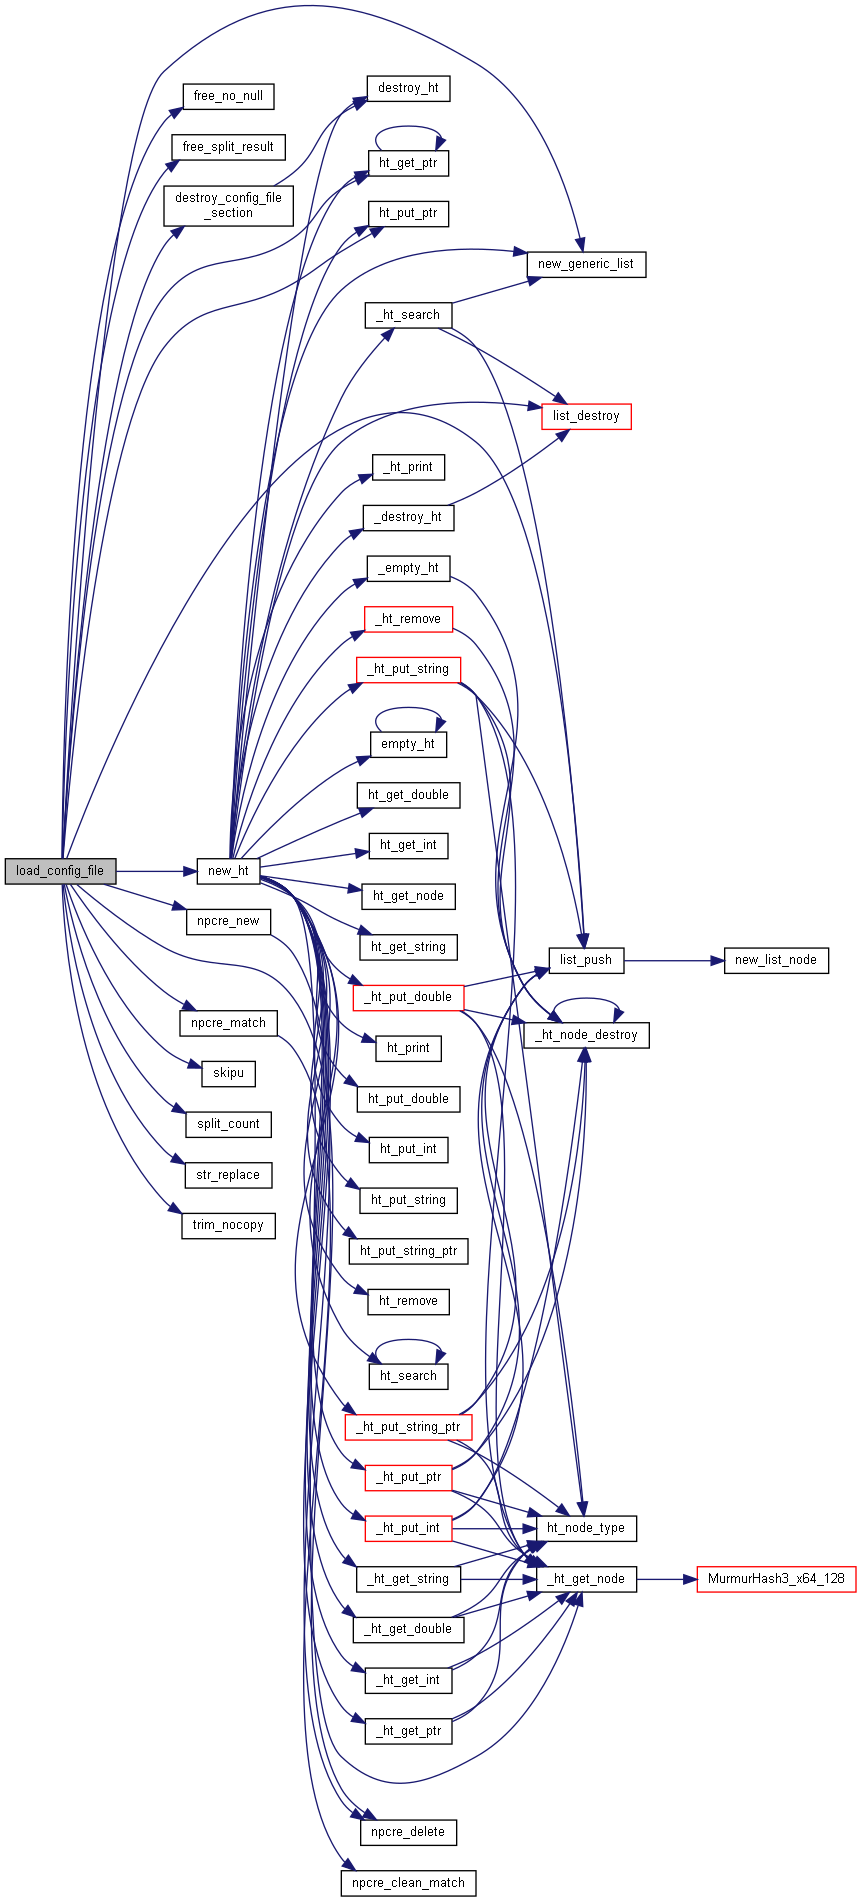 destroy_ht
free_no_null
free_split_result
ht_get_ptr
destroy_config_file
_section
ht_put_ptr
new_generic_list
_ht_search
list_destroy
_ht_print
_destroy_ht
_empty_ht
_ht_remove
_ht_put_string
empty_ht
ht_get_double
ht_get_int
load_config_file
new_ht
ht_get_node
npcre_new
ht_get_string
list_push
new_list_node
_ht_put_double
npcre_match
_ht_node_destroy
ht_print
skipu
ht_put_double
split_count
ht_put_int
str_replace
ht_put_string
trim_nocopy
ht_put_string_ptr
ht_remove
ht_search
_ht_put_string_ptr
_ht_put_ptr
_ht_put_int
ht_node_type
_ht_get_string
_ht_get_node
MurmurHash3_x64_128
_ht_get_double
_ht_get_int
_ht_get_ptr
npcre_delete
npcre_clean_match